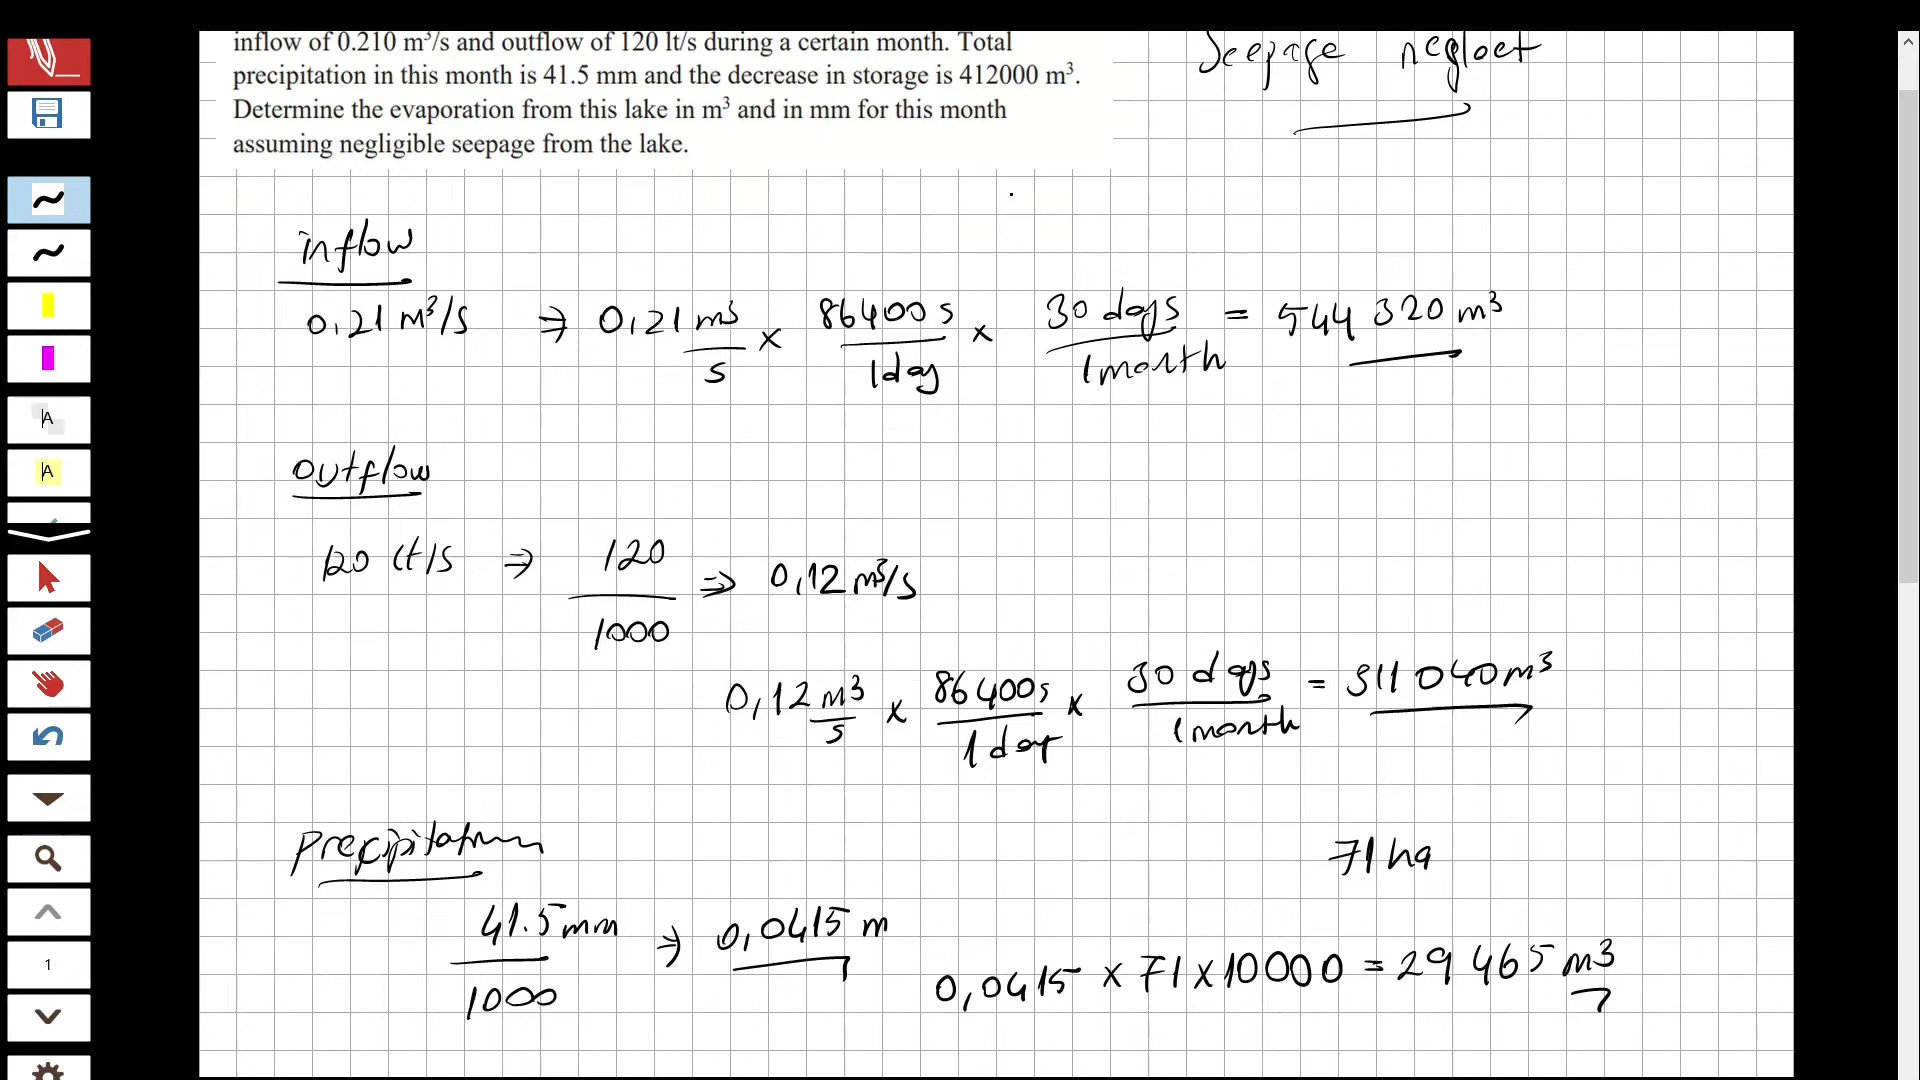 inflow of 0.210 m³/s and outflow of 120 lt/s during a certain month. Total
precipitation in this month is 41.5 mm and the decrease in storage is 412000 m³.
Determine the evaporation from this lake in m³ and in mm for this month
assuming negligible seepage from the lake.
Seepage neglect
inflow
0,21 m³/s ⇒ 0,21 m³/s × 86400 s/1 day × 30 days/1 month = 544 320 m³
outflow
120 lt/s ⇒ 120/1000 ⇒ 0,12 m³/s
0,12 m³/s × 86400 s/1 day × 30 days/1 month = 311 040 m³
Precipitation
71 ha
41.5 mm/1000 ⇒ 0,0415 m
0,0415 × 71 × 10000 = 29 465 m³
A
A
1